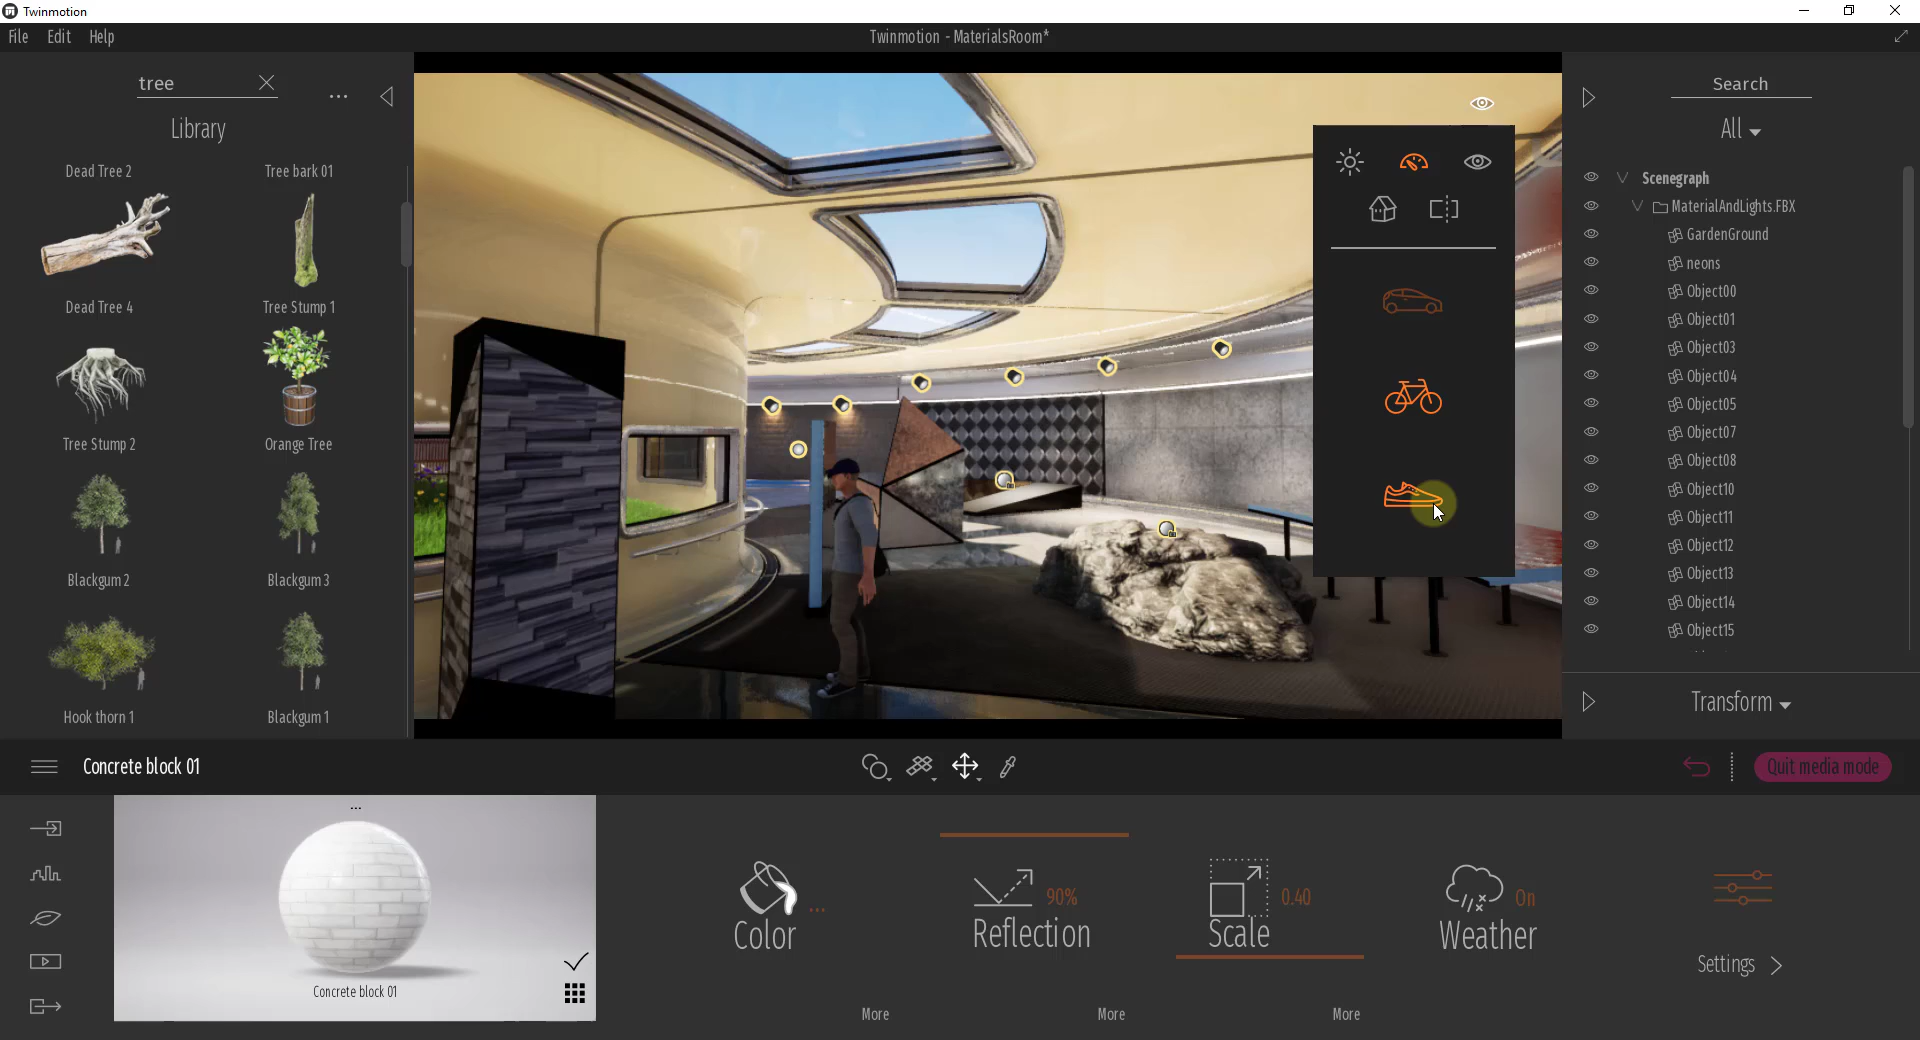 Twinmotion
File Edit Help
Twinmotion - MaterialsRoom*
tree
...
Library
Dead Tree 2
Tree bark 01
Dead Tree 4
Tree Stump 1
Tree Stump 2
Orange Tree
Blackgum 2
Blackgum 3
Hook thorn 1
Blackgum 1
Search
All
Scenegraph
MaterialAndLights.FBX
GardenGround
neons
Object00
Object01
Object03
Object04
Object05
Object07
Object08
Object10
Object11
Object12
Object13
Object14
Object15
Transform
Concrete block 01
Quit media mode
...
Concrete block 01
Color ...
Reflection 90%
Scale 0.40
Weather On
Settings
More
More
More